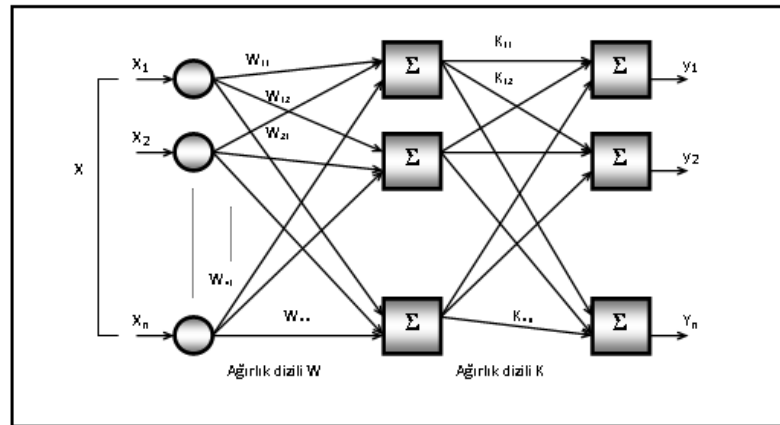 X₁
W₁₁
Σ
K₁₁
Σ
y₁
W₁₂
K₁₂
X₂
W₂₁
Σ
Σ
y₂
X
Xₙ
Σ
Σ
Yₙ
Ağırlık dizili W
Ağırlık dizili K